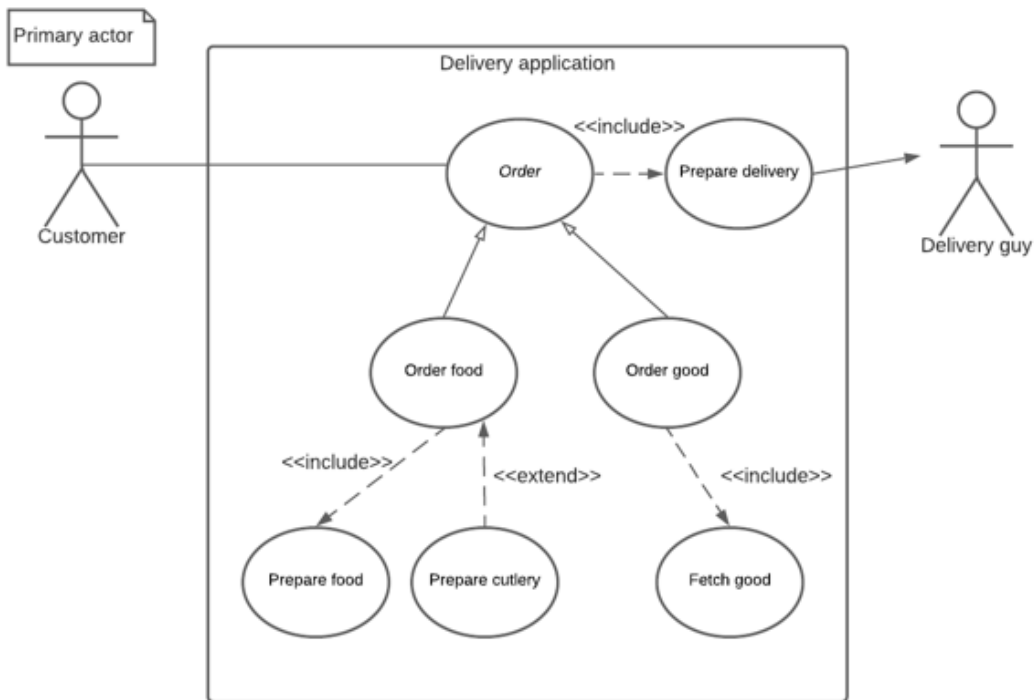 Primary actor
Delivery application
<<include>>
Order
Prepare delivery
Customer
Delivery guy
Order food
Order good
<<include>>
<<extend>>
<<include>>
Prepare food
Prepare cutlery
Fetch good